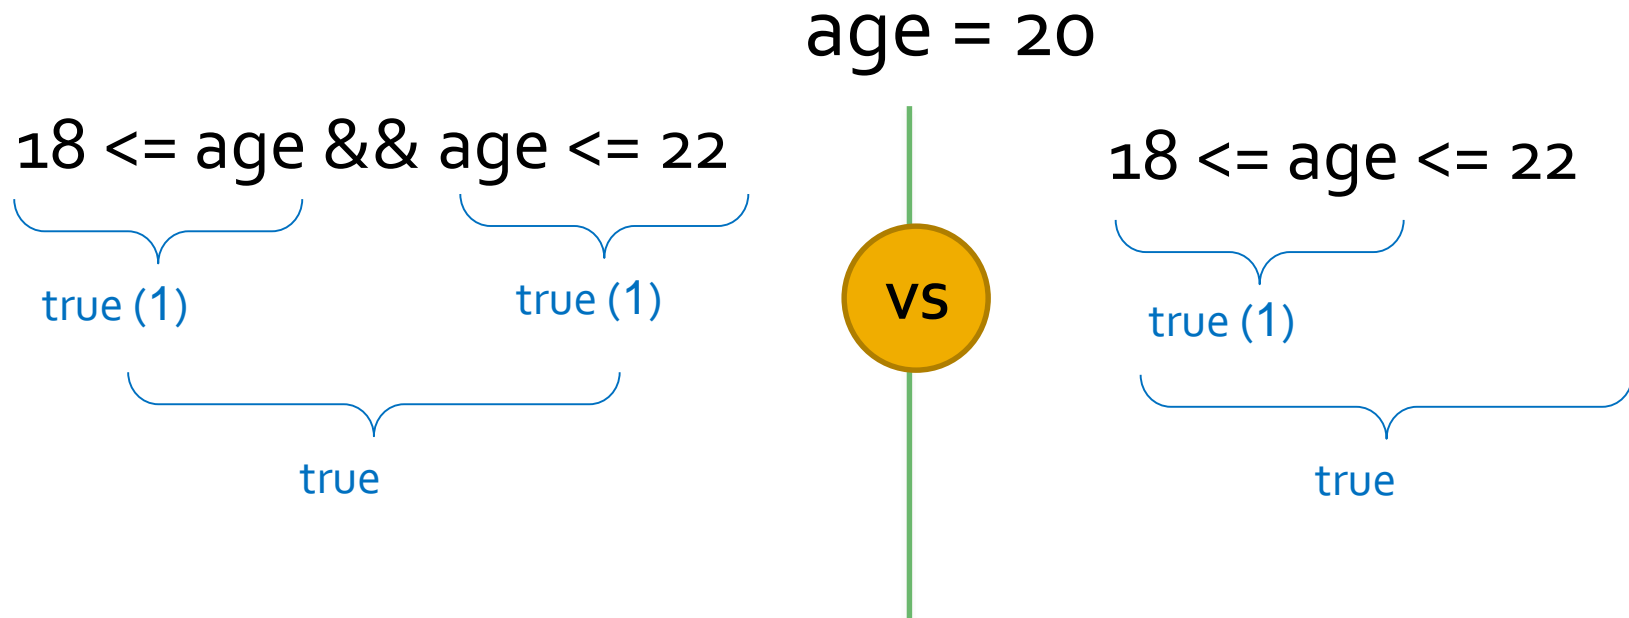 age = 20
18 <= age && age <= 22
true (1)
true (1)
true
vs
18 <= age <= 22
true (1)
true